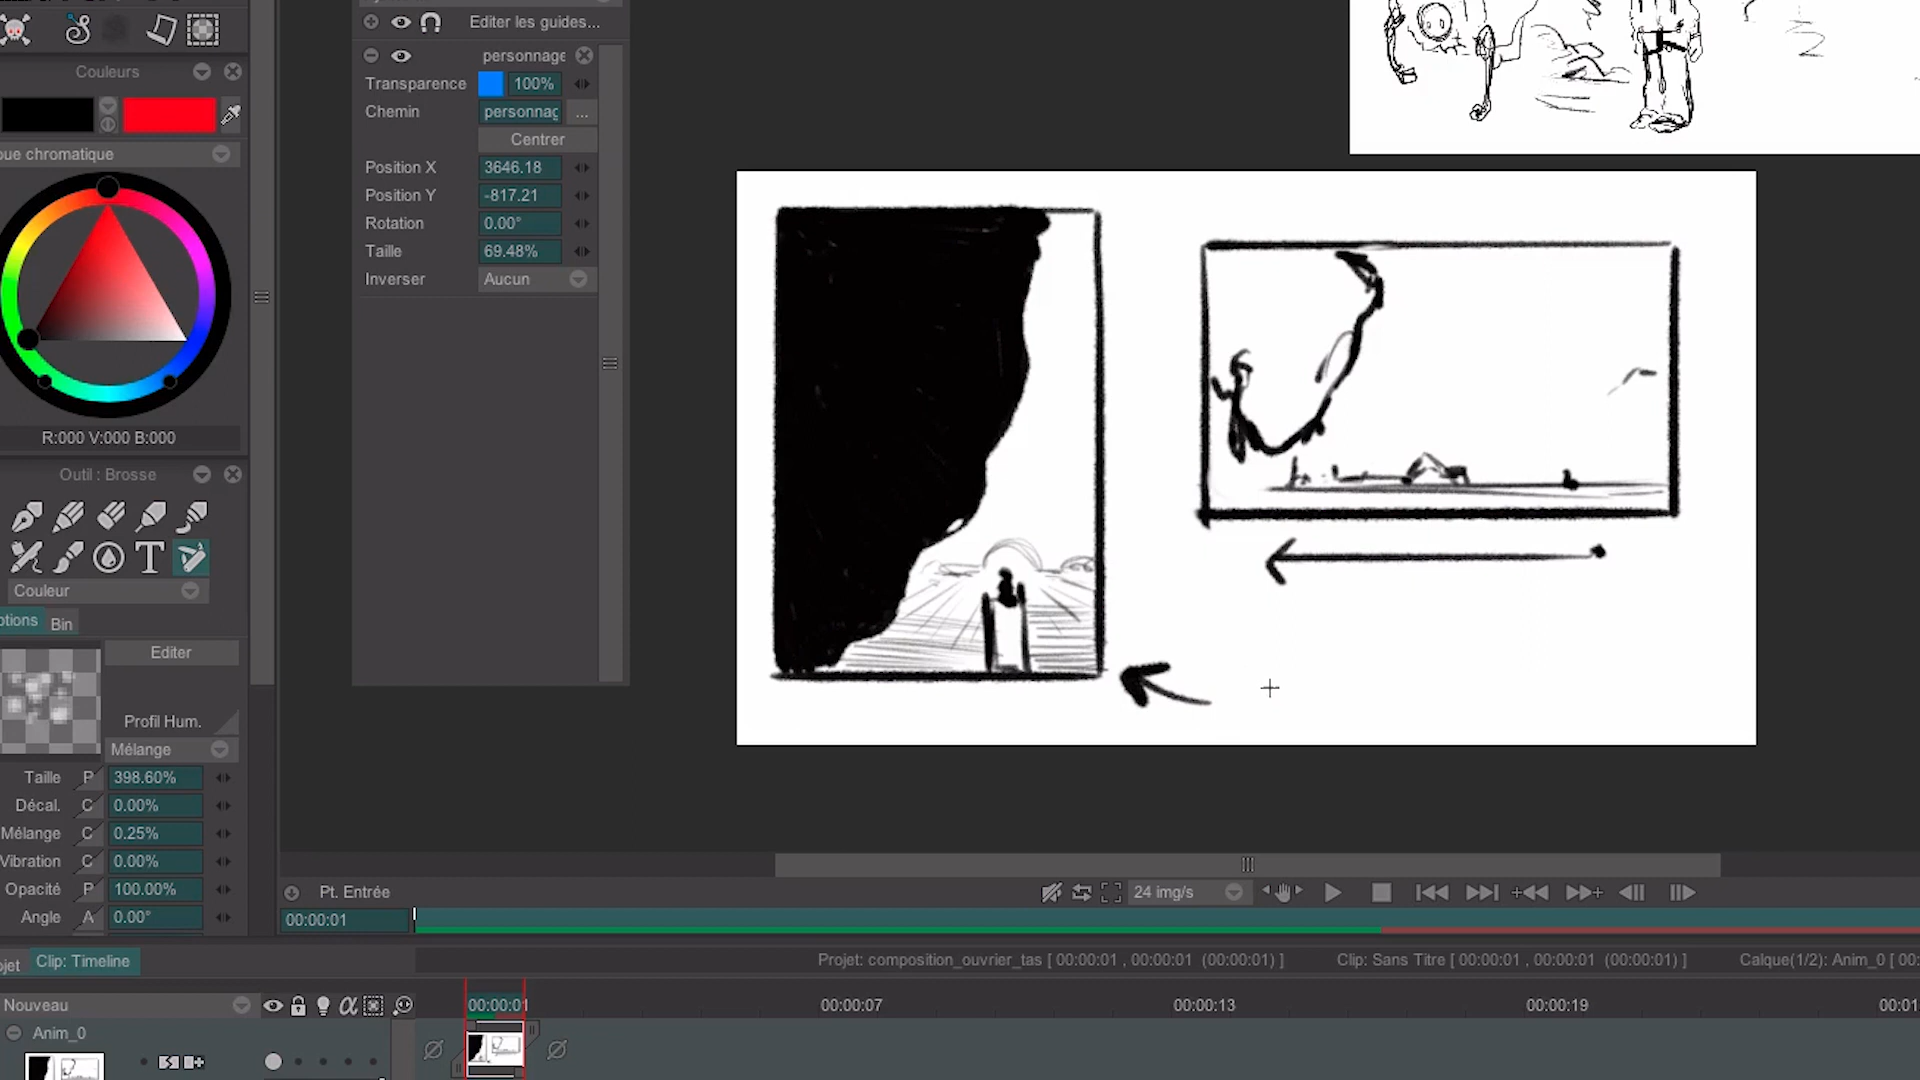 Editer les guides...
Couleurs
personnage
Transparence 100%
Chemin personnag ...
Centrer
oue chromatique
Position X 3646.18
Position Y -817.21
Rotation 0.00°
Taille 69.48%
Inverser Aucun
R:000 V:000 B:000
Outil : Brosse
Couleur
ptions Bin
Editer
Profil Hum.
Mélange
Taille P 398.60%
Décal. C 0.00%
Mélange C 0.25%
Vibration C 0.00%
Opacité P 100.00%
Angle A 0.00°
Pt. Entrée
24 img/s
00:00:01
ojet Clip: Timeline
Projet: composition_ouvrier_tas [ 00:00:01 , 00:00:01 (00:00:01) ]
Clip: Sans Titre [ 00:00:01 , 00:00:01 (00:00:01) ]
Calque(1/2): Anim_0 [ 00:
Nouveau
00:00:01 00:00:07 00:00:13 00:00:19 00:01
Anim_0